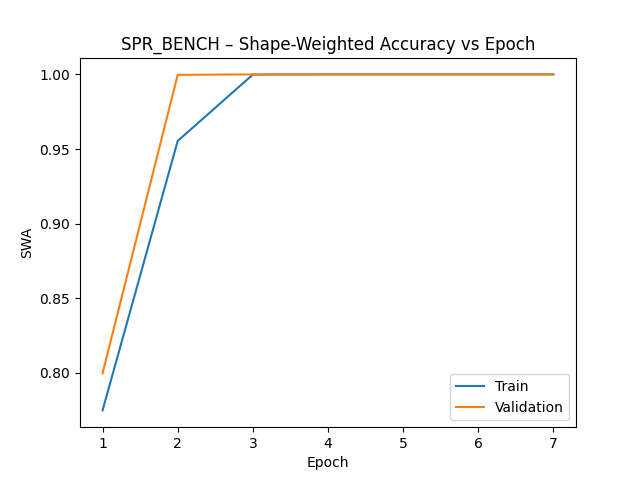 SPR_BENCH – Shape-Weighted Accuracy vs Epoch
1.00
0.95
0.90
0.85
0.80
SWA
1 2 3 4 5 6 7
Epoch
Train
Validation